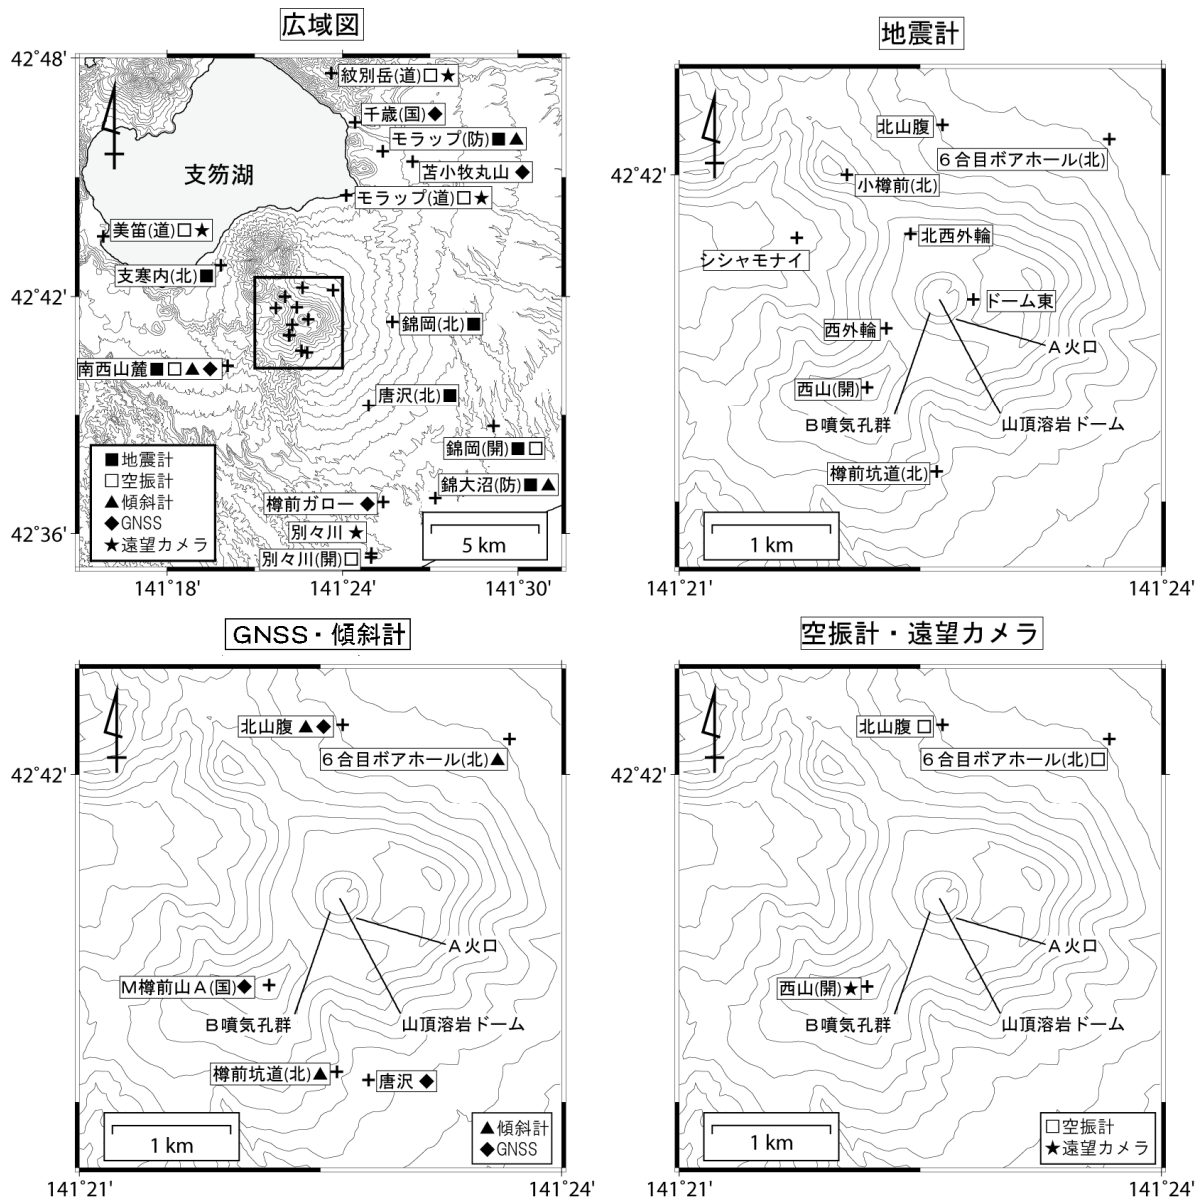 広域図
42°48'
42°42'
42°36'
141°18'
141°24'
141°30'
支笏湖
紋別岳(道)□★
千歳(国)◆
モラップ(防)■▲
苫小牧丸山 ◆
モラップ(道)□★
美笛(道)□★
支寒内(北)■
錦岡(北)■
南西山麓■□▲◆
唐沢(北)■
錦岡(開)■□
錦大沼(防)■▲
樽前ガロー◆
別々川 ★
別々川(開)□
■地震計
□空振計
▲傾斜計
◆GNSS
★遠望カメラ
5 km
地震計
42°42'
141°21'
141°24'
北山腹
６合目ボアホール(北)
小樽前(北)
北西外輪
シシャモナイ
ドーム東
西外輪
Ａ火口
西山(開)
Ｂ噴気孔群
山頂溶岩ドーム
樽前坑道(北)
1 km
GNSS・傾斜計
42°42'
141°21'
141°24'
北山腹 ▲◆
６合目ボアホール(北)▲
Ａ火口
Ｍ樽前山Ａ(国)◆
Ｂ噴気孔群
山頂溶岩ドーム
樽前坑道(北)▲
唐沢 ◆
1 km
▲傾斜計
◆GNSS
空振計・遠望カメラ
42°42'
141°21'
141°24'
北山腹 □
６合目ボアホール(北)□
Ａ火口
西山(開)★
Ｂ噴気孔群
山頂溶岩ドーム
1 km
□空振計
★遠望カメラ